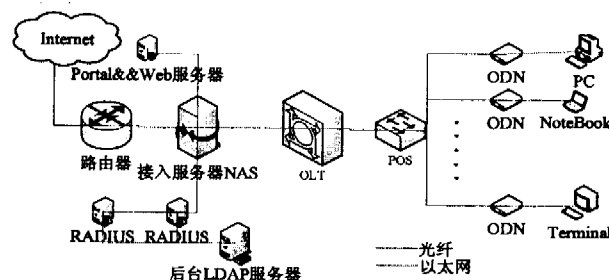 Internet
Portal&&Web服务器
路由器
接入服务器NAS
OLT
POS
ODN
PC
ODN
NoteBook
ODN
Terminal
RADIUS
RADIUS
后台LDAP服务器
光纤
以太网